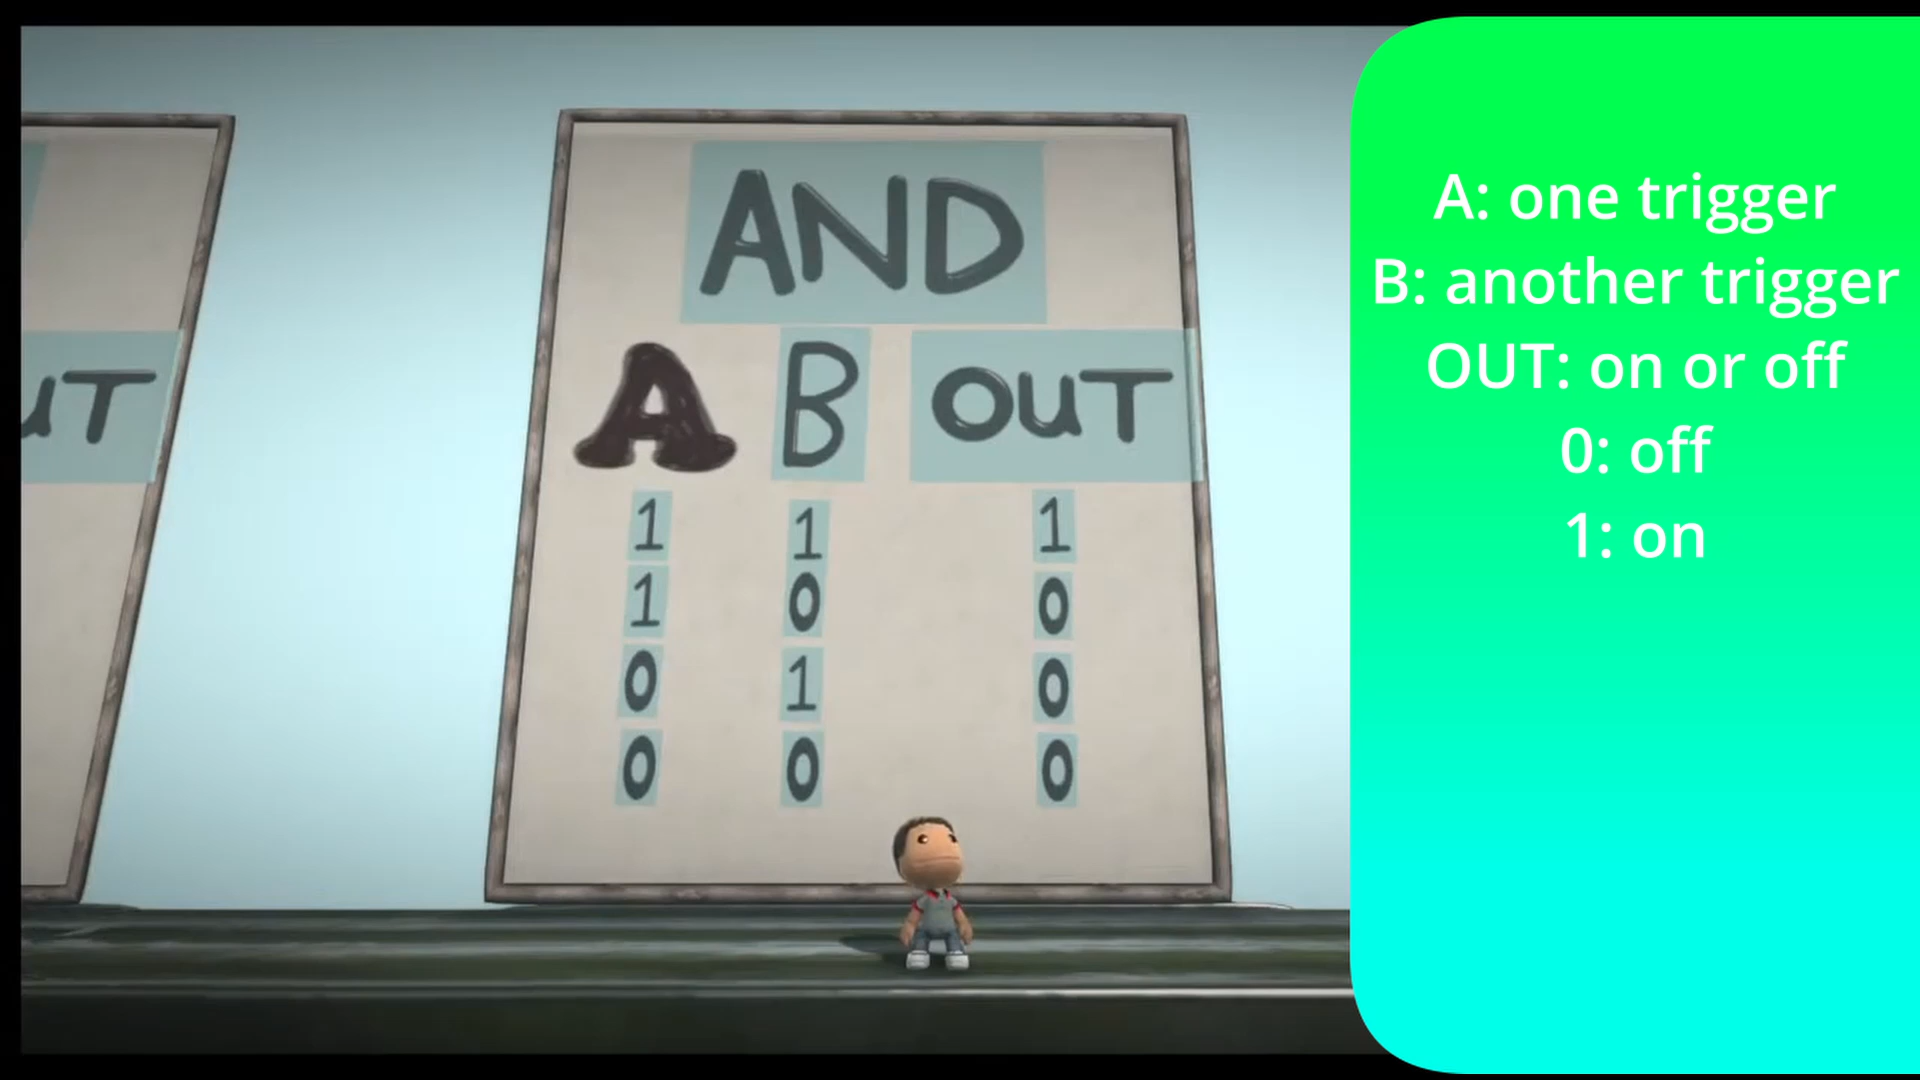 AND
A B OUT
1 1 1
1 0 0
0 1 0
0 0 0
UT
A: one trigger
B: another trigger
OUT: on or off
0: off
1: on